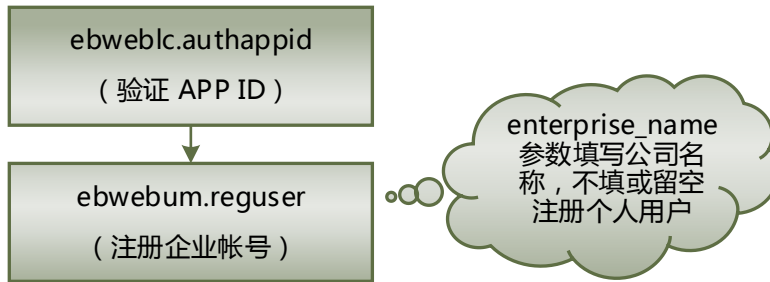 ebweblc.authappid
（验证 APP ID）
ebwebum.reguser
（注册企业帐号）
enterprise_name
参数填写公司名
称，不填或留空
注册个人用户